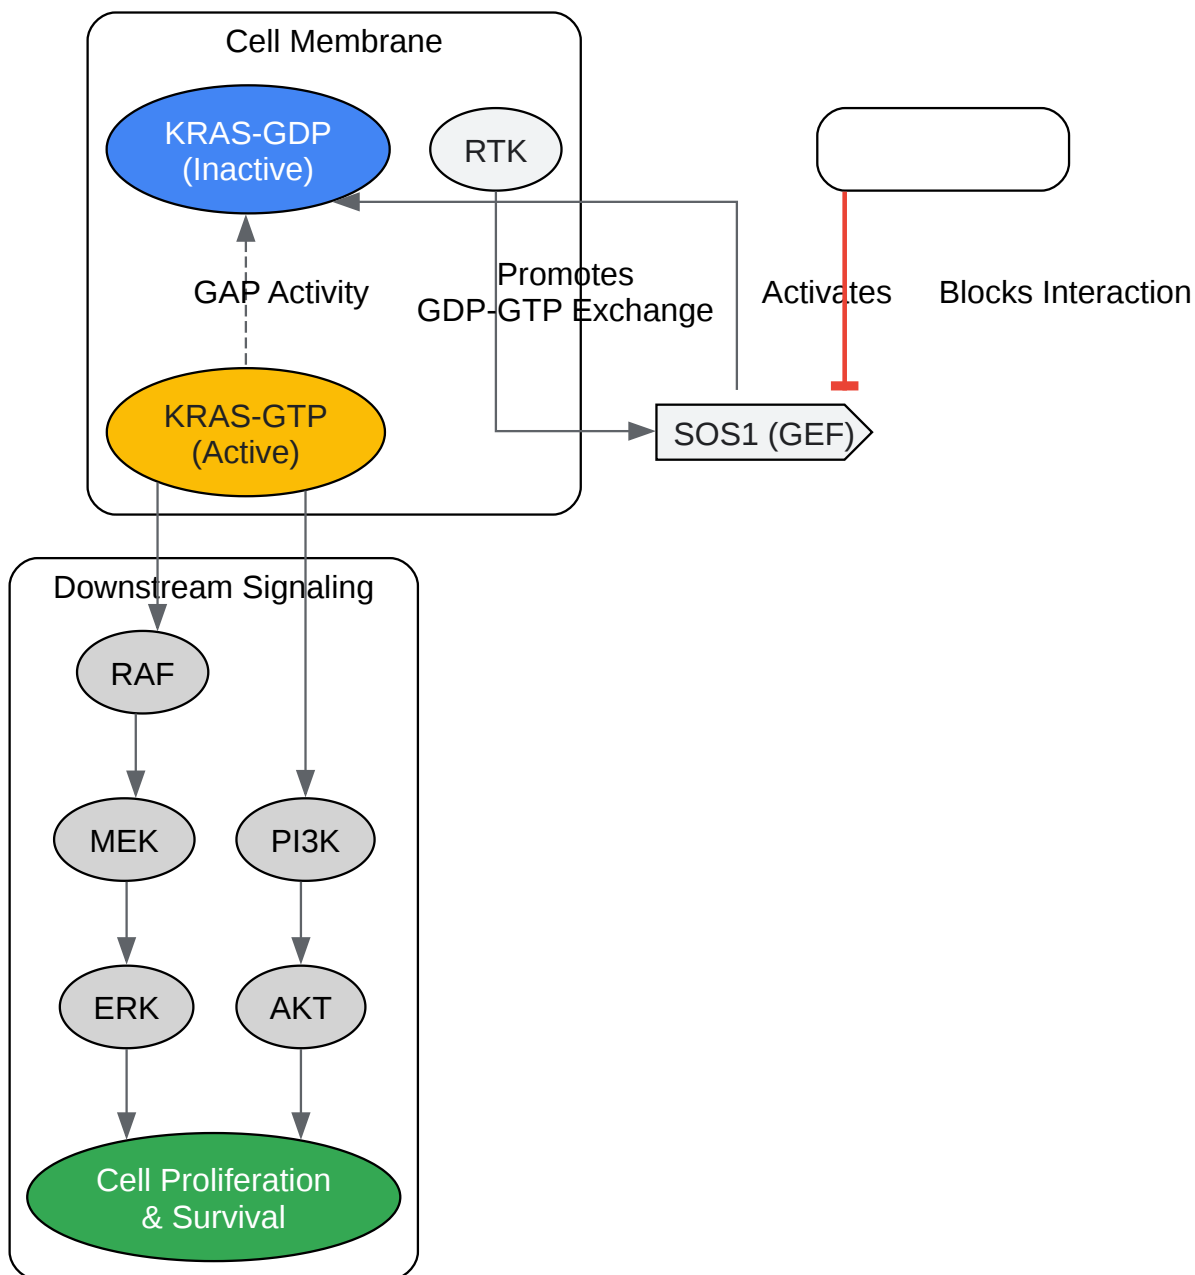 Cell Membrane
KRAS-GDP
(Inactive)
RTK
GAP Activity
Promotes
GDP-GTP Exchange
Activates
Blocks Interaction
KRAS-GTP
(Active)
SOS1 (GEF)
Downstream Signaling
RAF
MEK
PI3K
ERK
AKT
Cell Proliferation
& Survival